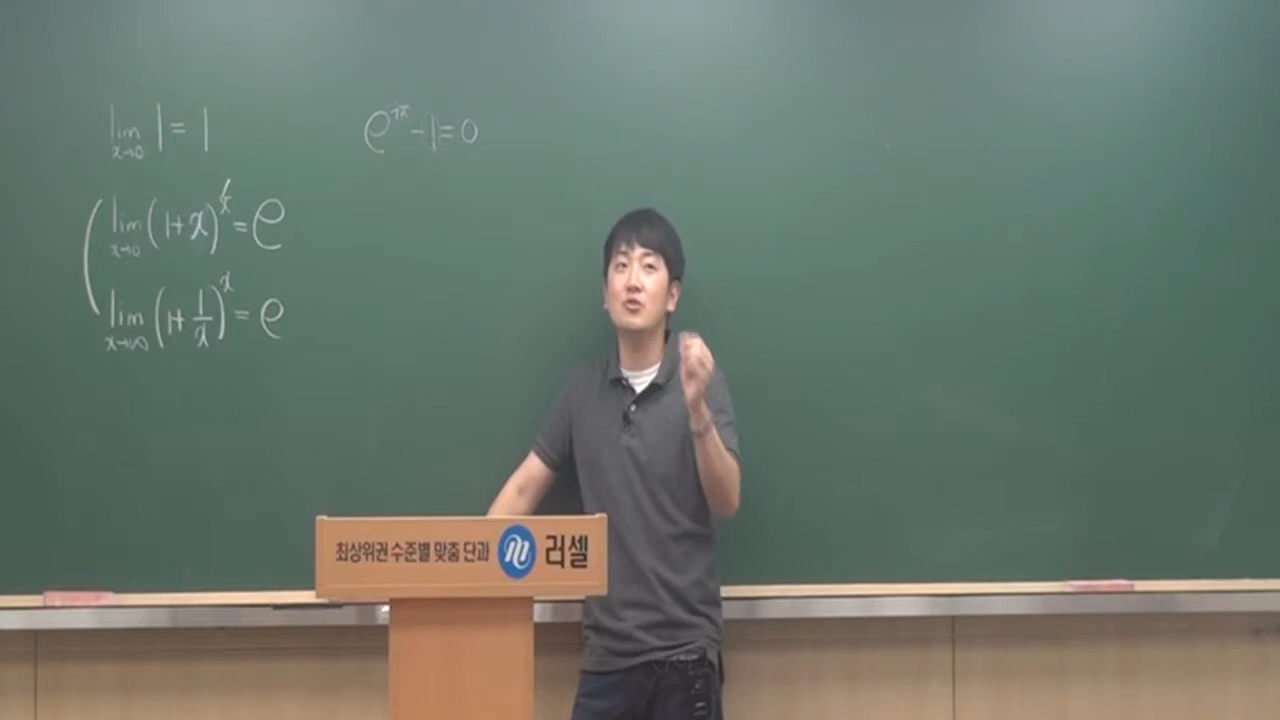 lim x→0 1 = 1
e^{iπ} - 1 = 0
lim x→0 (1+x)^{1/x} = e
lim x→∞ (1+1/x)^x = e
최상위권 수준별 맞춤 단과 러셀